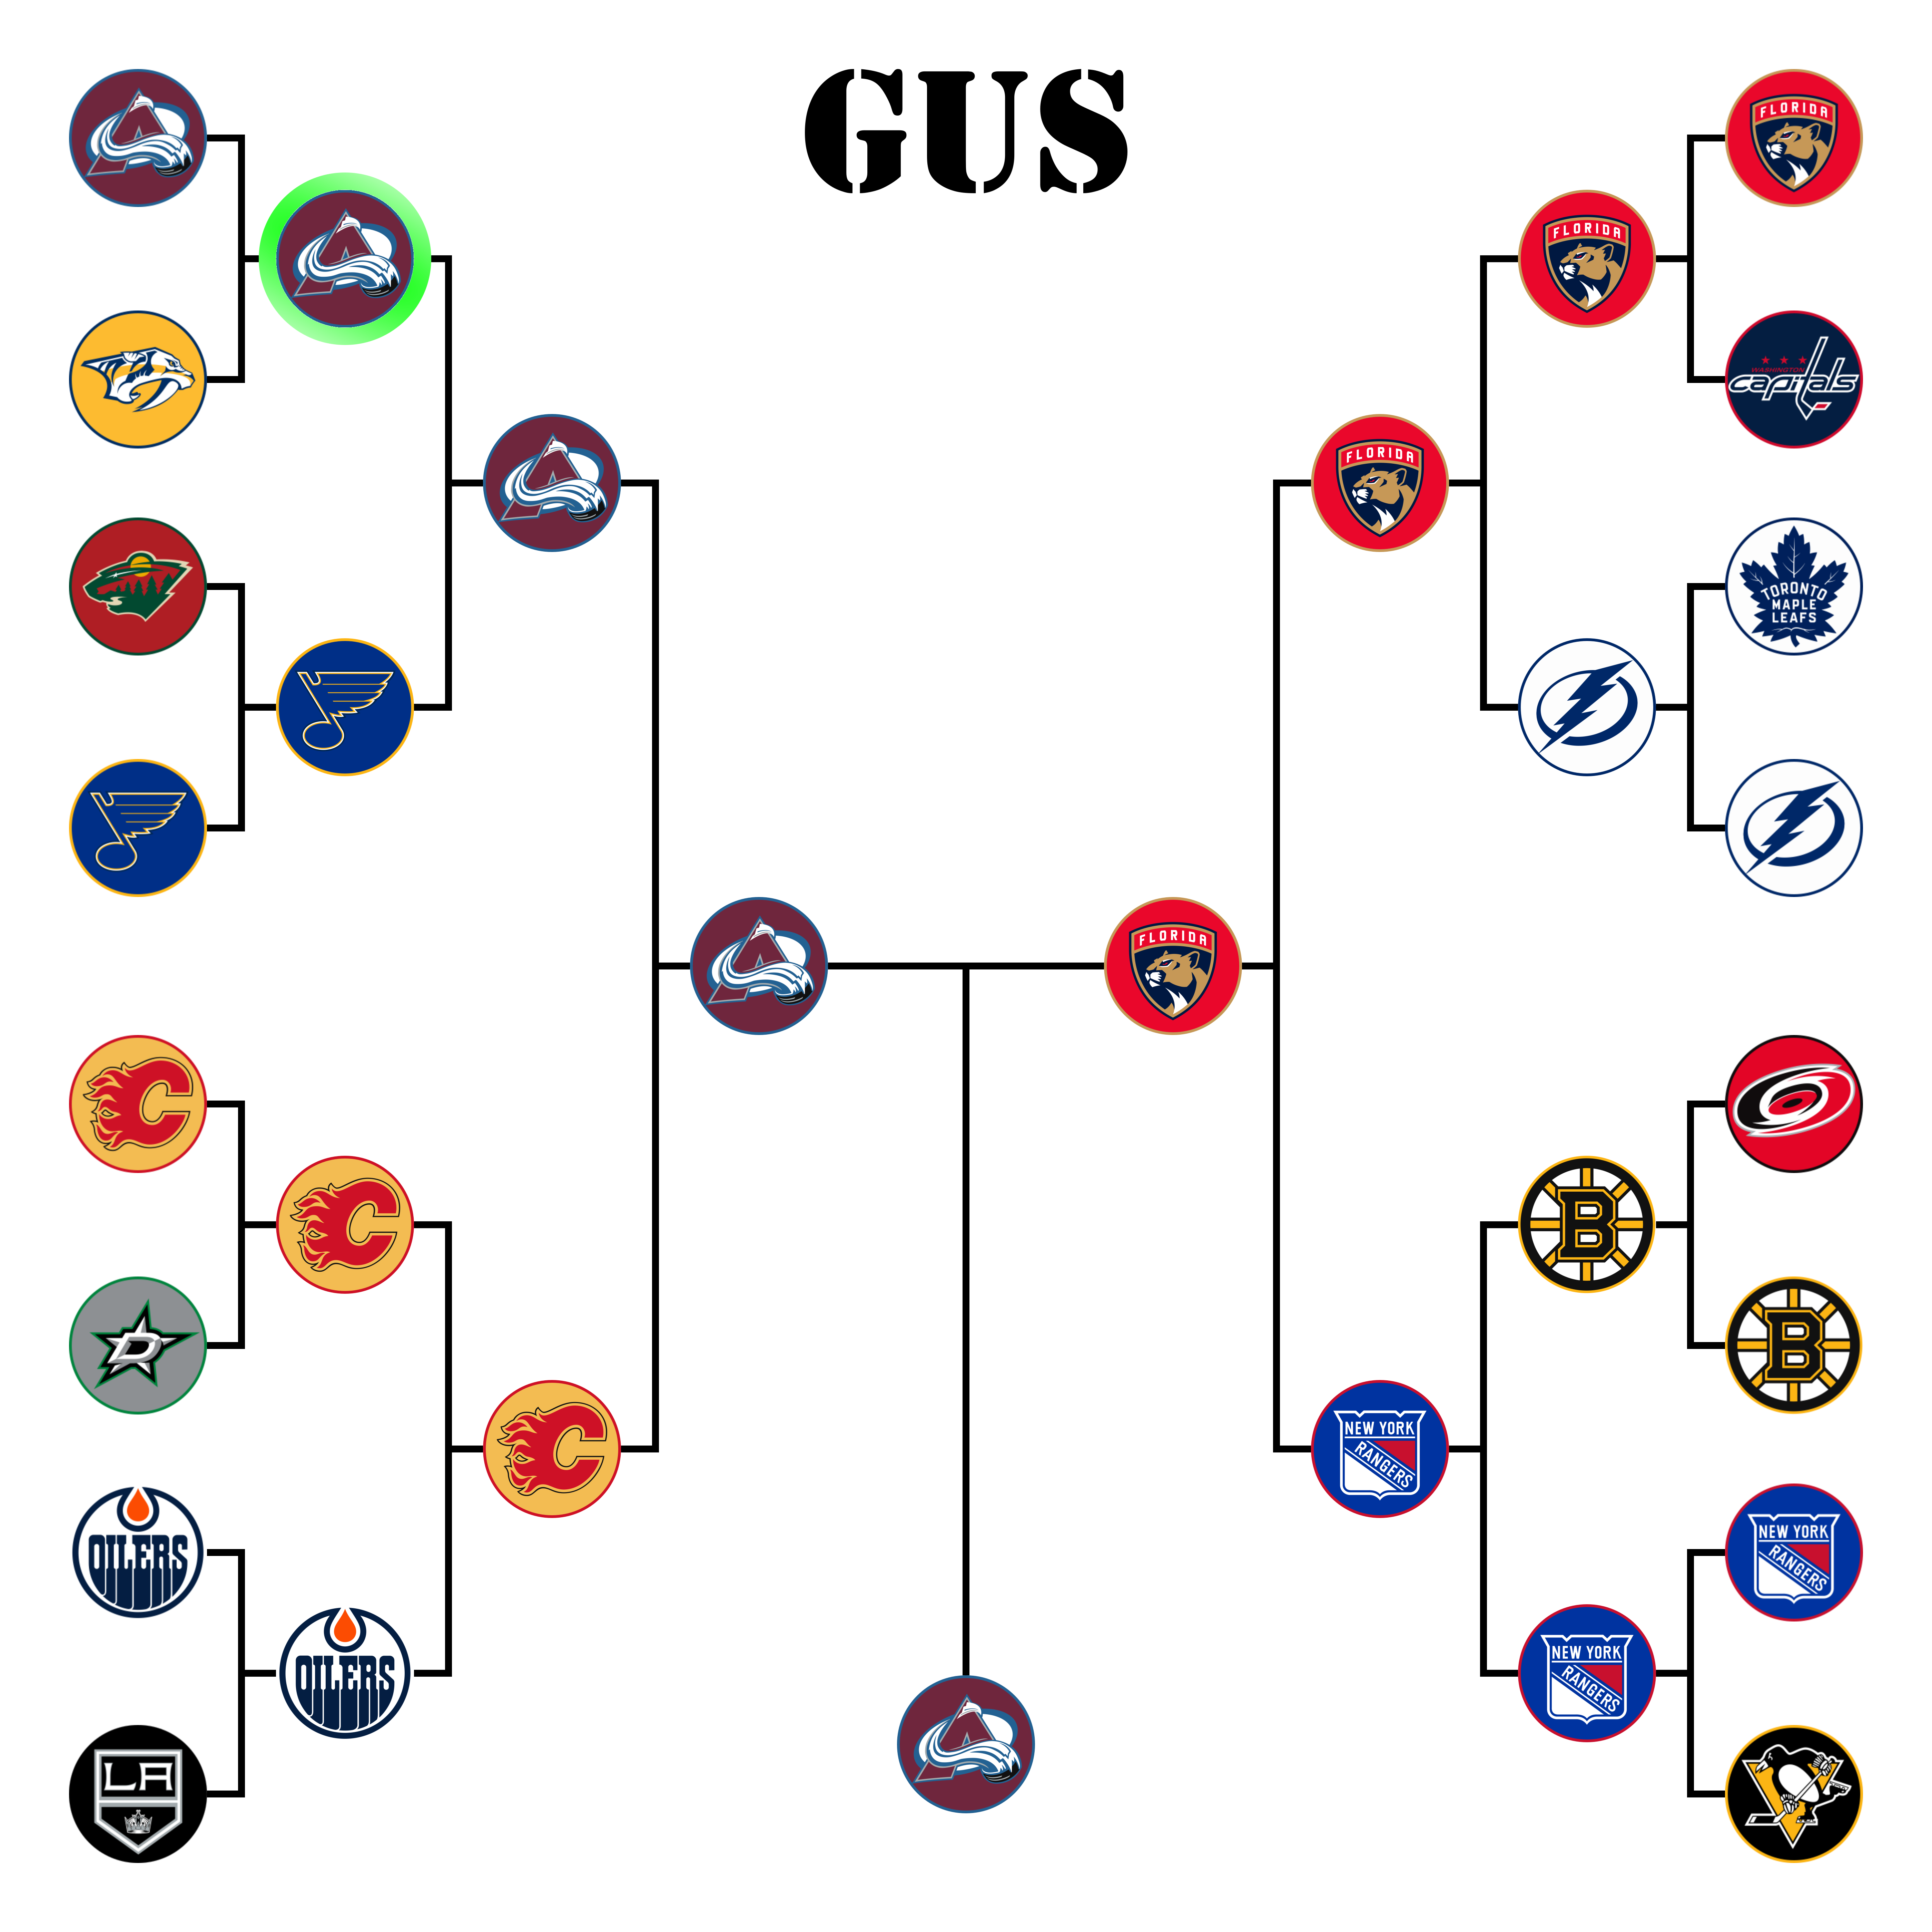 GUS
FLORIDA
FLORIDA
WASHINGTON
capitals
FLORIDA
TORONTO
MAPLE
LEAFS
FLORIDA
C
C
B
D
B
C
NEW YORK
RANGERS
OILERS
NEW YORK
RANGERS
OILERS
NEW YORK
RANGERS
LA